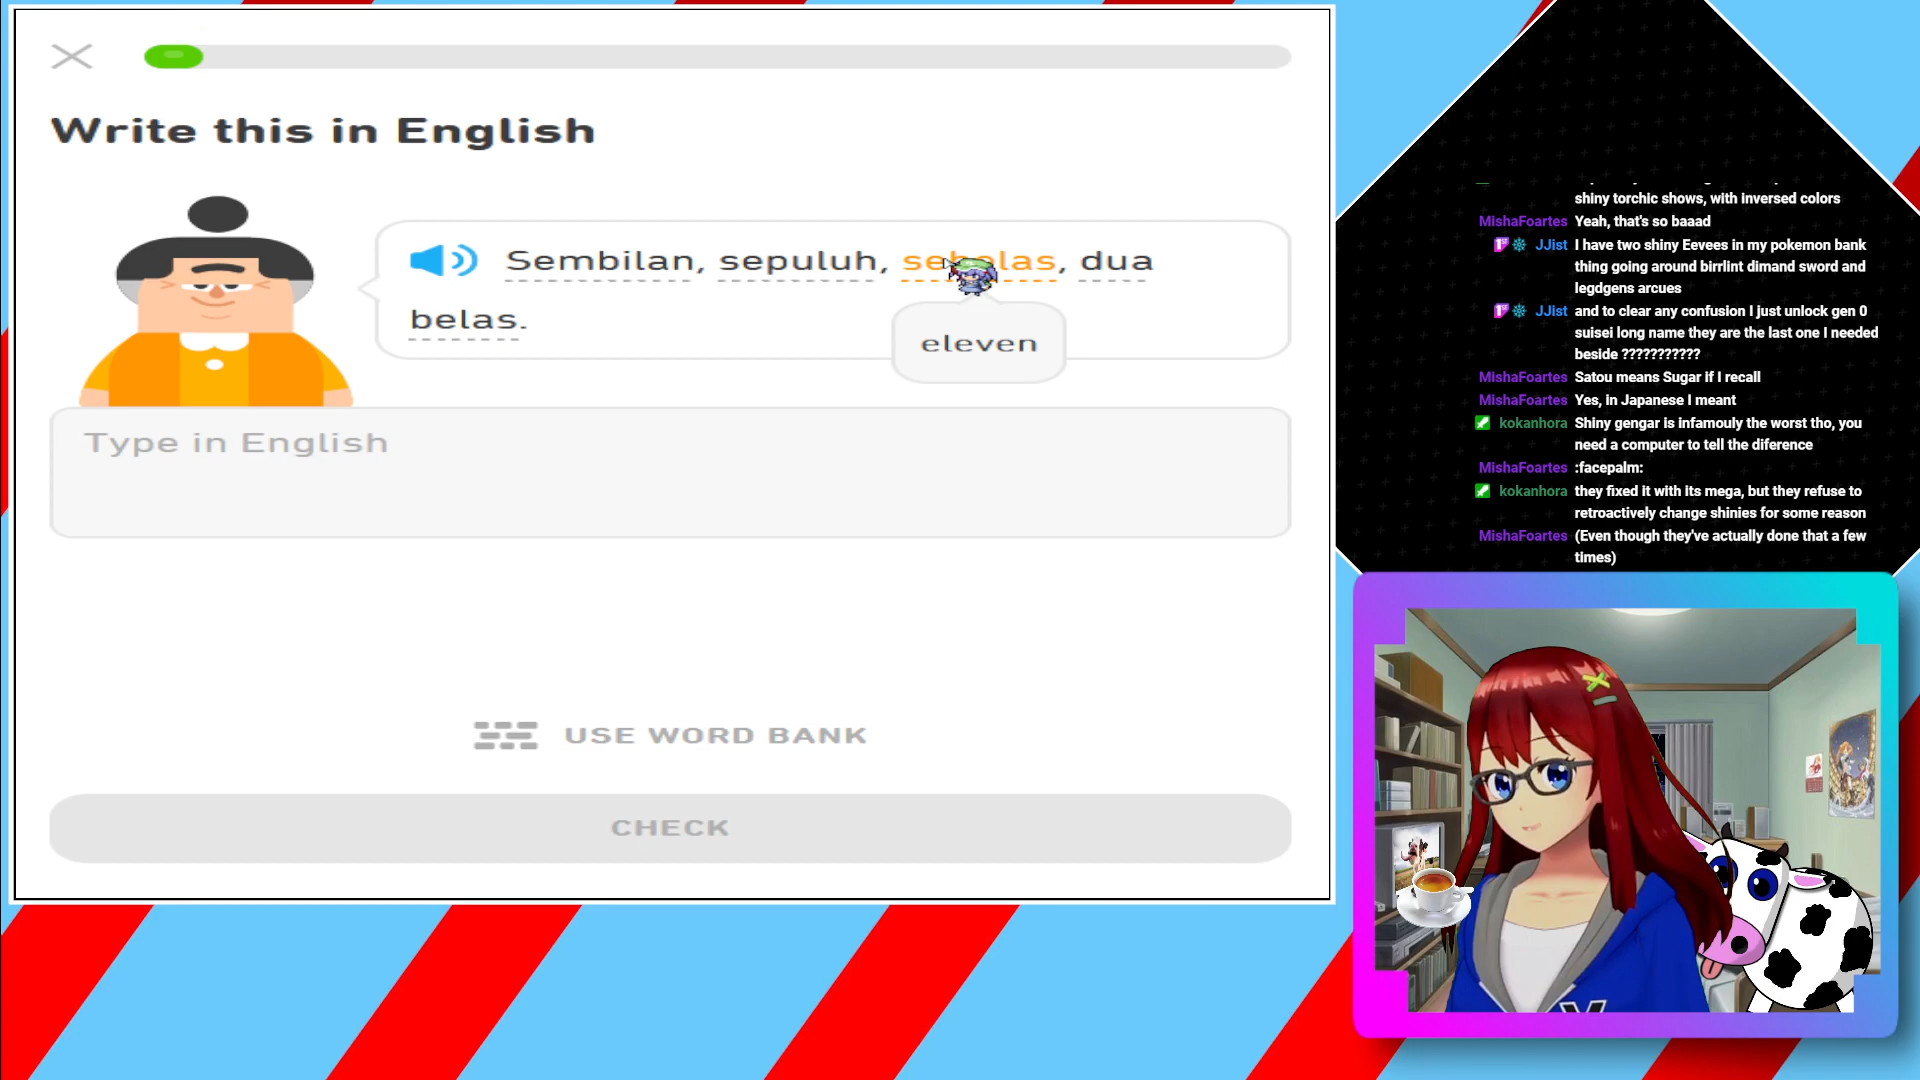 Write this in English
Sembilan, sepuluh, sebelas, dua
belas.
eleven
Type in English
USE WORD BANK
CHECK
shiny torchic shows, with inversed colors
MishaFoartes Yeah, that's so baaad
JJist I have two shiny Eevees in my pokemon bank
thing going around birrlint dimand sword and
legdgens arcues
JJist and to clear any confusion I just unlock gen 0
suisei long name they are the last one I needed
beside ???????????
MishaFoartes Satou means Sugar if I recall
MishaFoartes Yes, in Japanese I meant
kokanhora Shiny gengar is infamouly the worst tho, you
need a computer to tell the diference
MishaFoartes :facepalm:
kokanhora they fixed it with its mega, but they refuse to
retroactively change shinies for some reason
MishaFoartes (Even though they've actually done that a few
times)